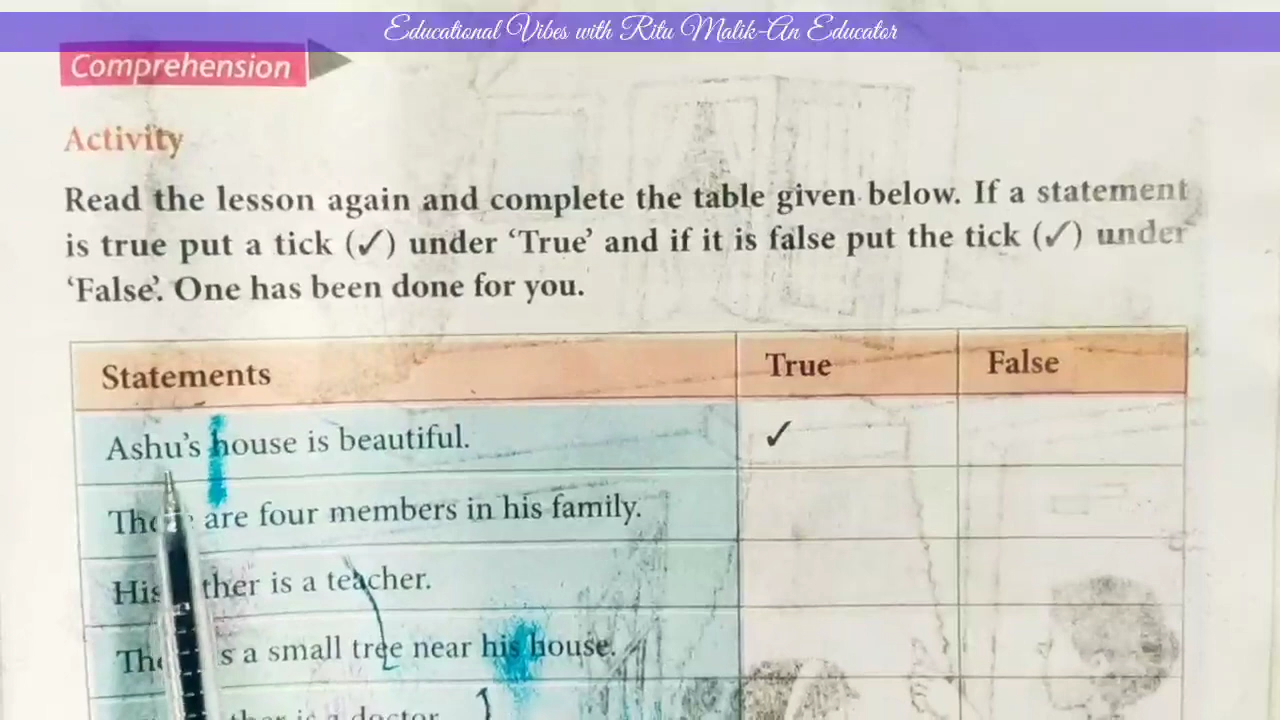 Educational Vibes with Ritu Malik-An Educator
Comprehension
Activity
Read the lesson again and complete the table given below. If a statement
is true put a tick (✓) under ‘True’ and if it is false put the tick (✓) under
‘False’. One has been done for you.
Statements True False
Ashu's house is beautiful. ✓
are four members in his family.
His is a teacher.
a small tree near his house.
is a doctor